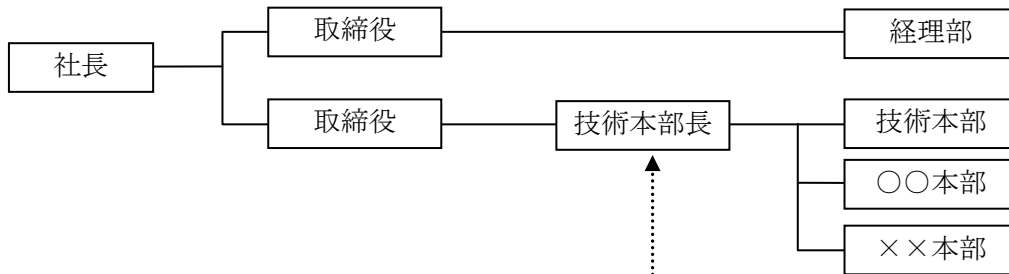 取締役
経理部
社長
取締役
技術本部長
技術本部
○○本部
××本部